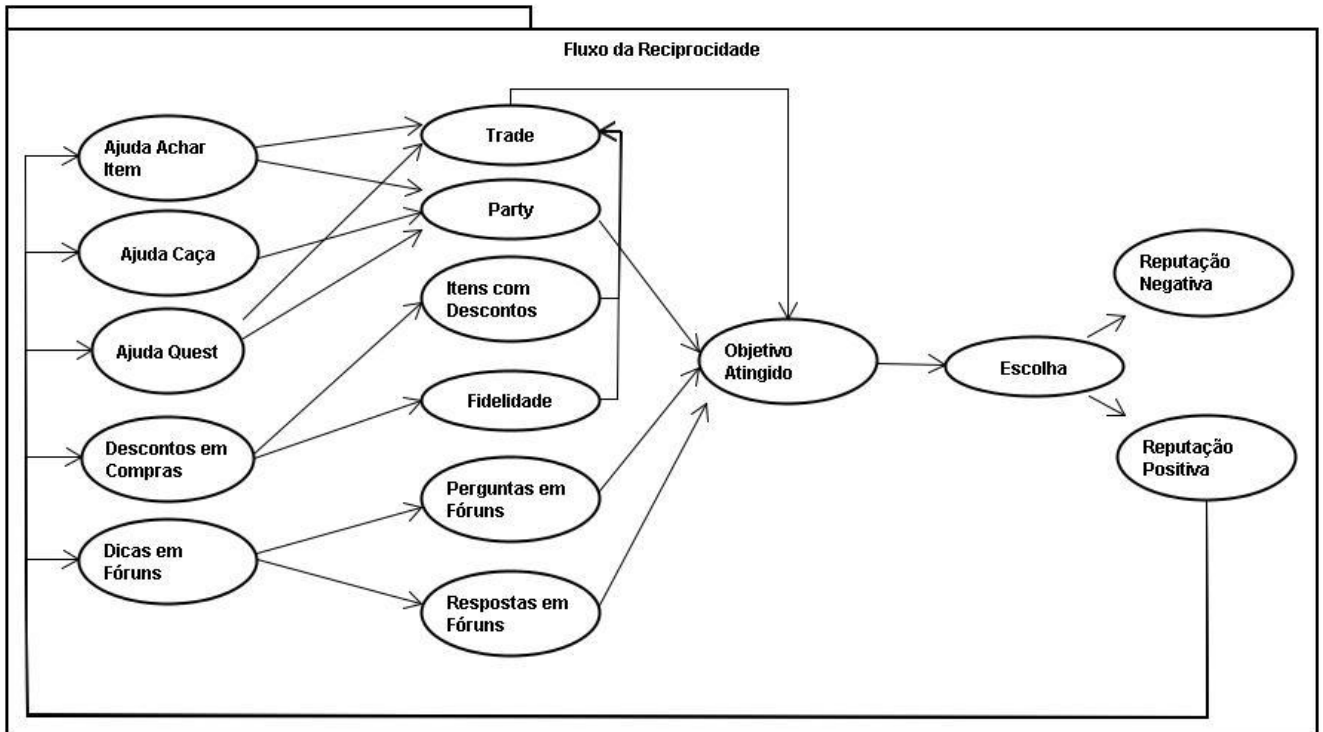 Fluxo da Reciprocidade
Ajuda Achar
Item
Ajuda Caça
Ajuda Quest
Descontos em
Compras
Dicas em
Fóruns
Trade
Party
Itens com
Descontos
Fidelidade
Perguntas em
Fóruns
Respostas em
Fóruns
Objetivo
Atingido
Escolha
Reputação
Negativa
Reputação
Positiva